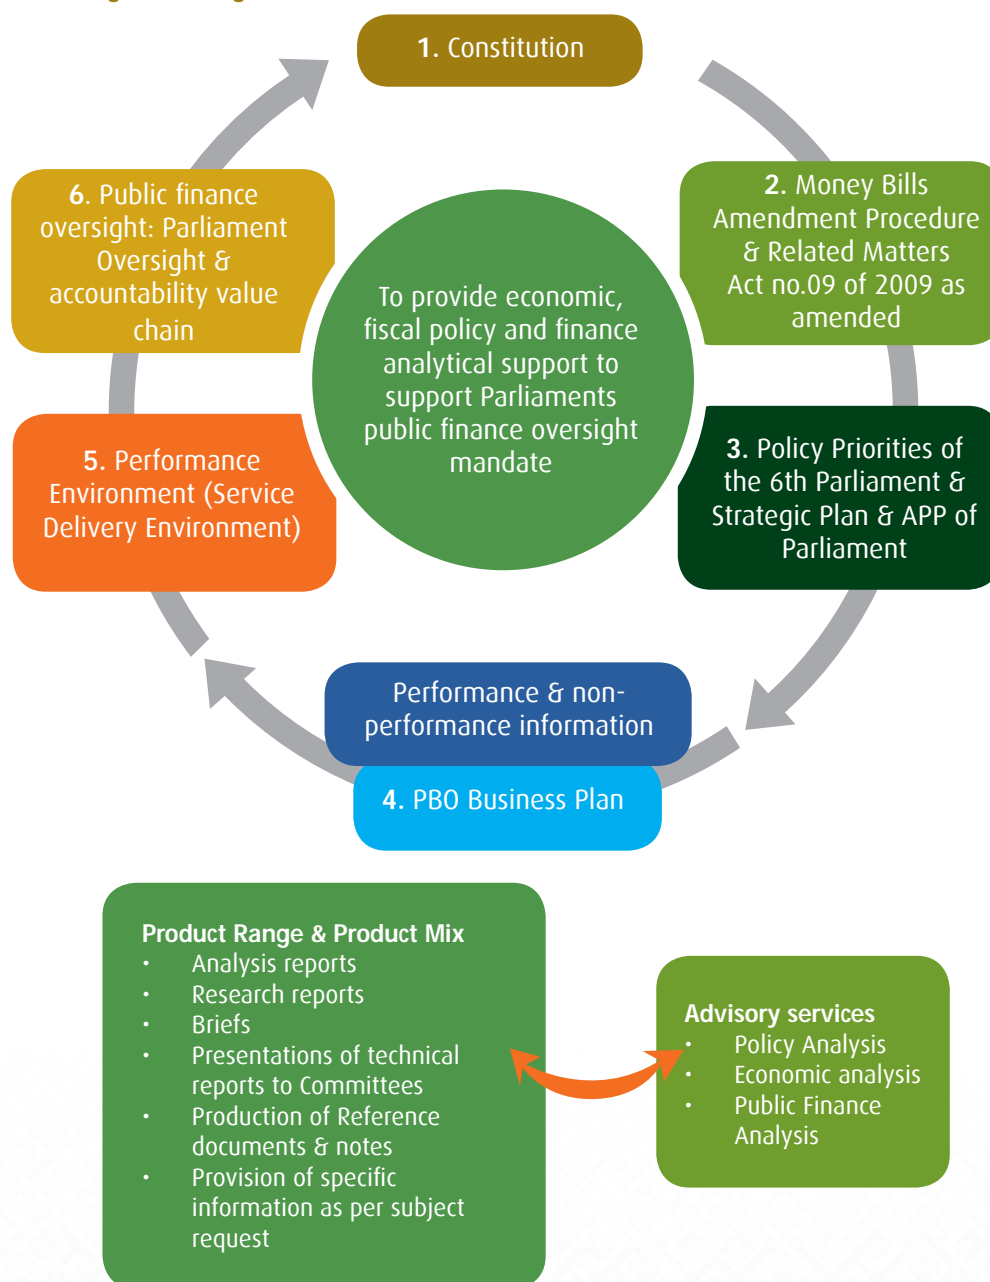 1. Constitution
2. Money Bills
Amendment Procedure
& Related Matters
Act no.09 of 2009 as
amended
3. Policy Priorities of
the 6th Parliament &
Strategic Plan & APP of
Parliament
Performance & non-
performance information
4. PBO Business Plan
5. Performance
Environment (Service
Delivery Environment)
6. Public finance
oversight: Parliament
Oversight &
accountability value
chain
To provide economic,
fiscal policy and finance
analytical support to
support Parliaments
public finance oversight
mandate
Product Range & Product Mix
• Analysis reports
• Research reports
• Briefs
• Presentations of technical
reports to Committees
• Production of Reference
documents & notes
• Provision of specific
information as per subject
request
Advisory services
• Policy Analysis
• Economic analysis
• Public Finance
Analysis